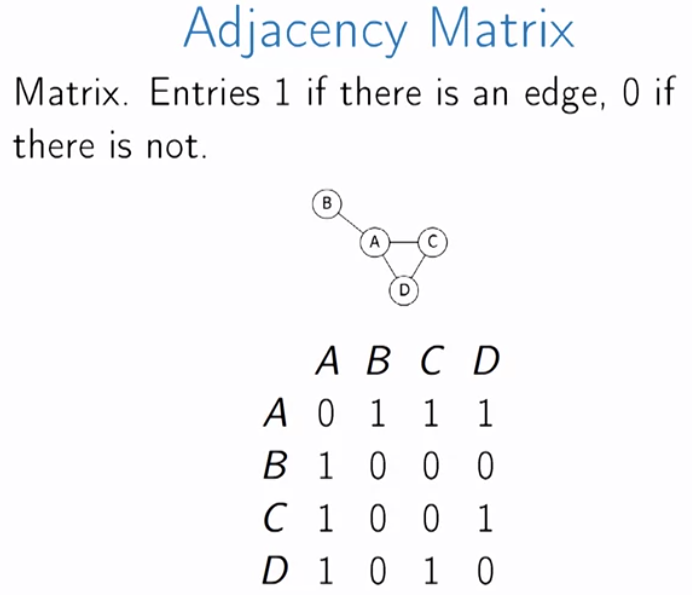 Adjacency Matrix
Matrix. Entries 1 if there is an edge, 0 if
there is not.
B
A C
D
A B C D
A 0 1 1 1
B 1 0 0 0
C 1 0 0 1
D 1 0 1 0